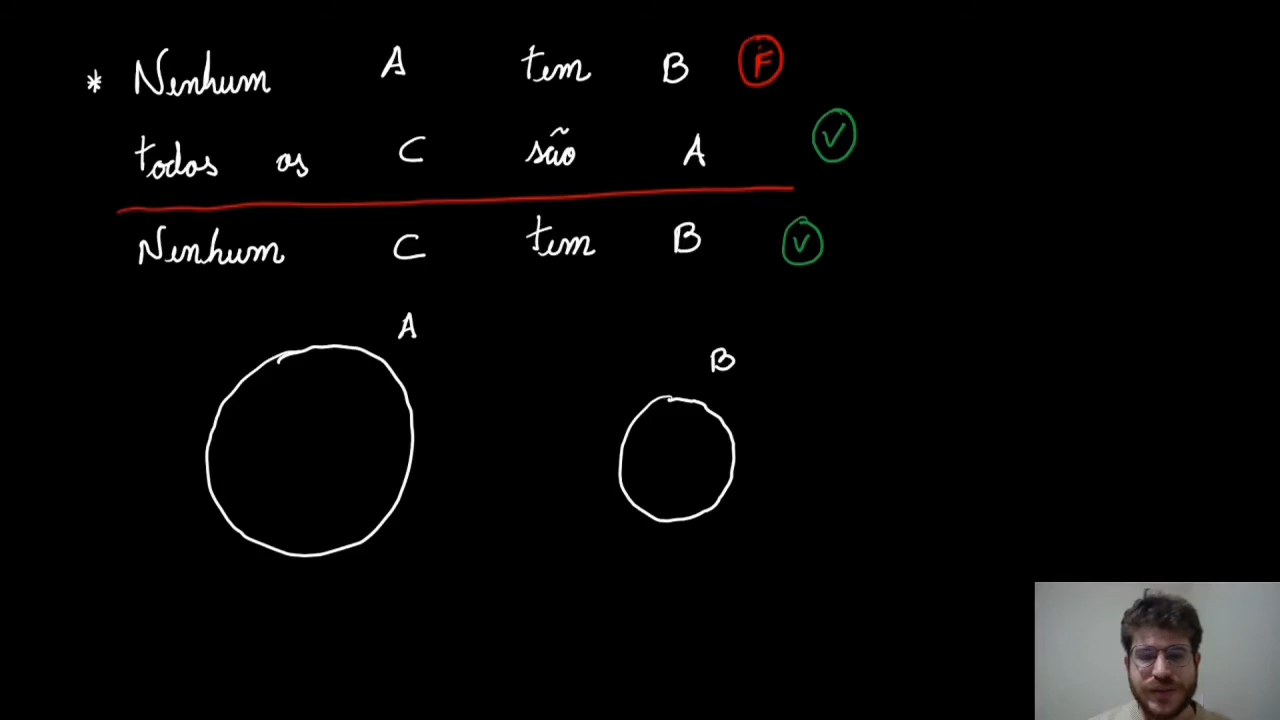 * Nenhum A tem B F
todos os C são A V
Nenhum C tem B V
A
B